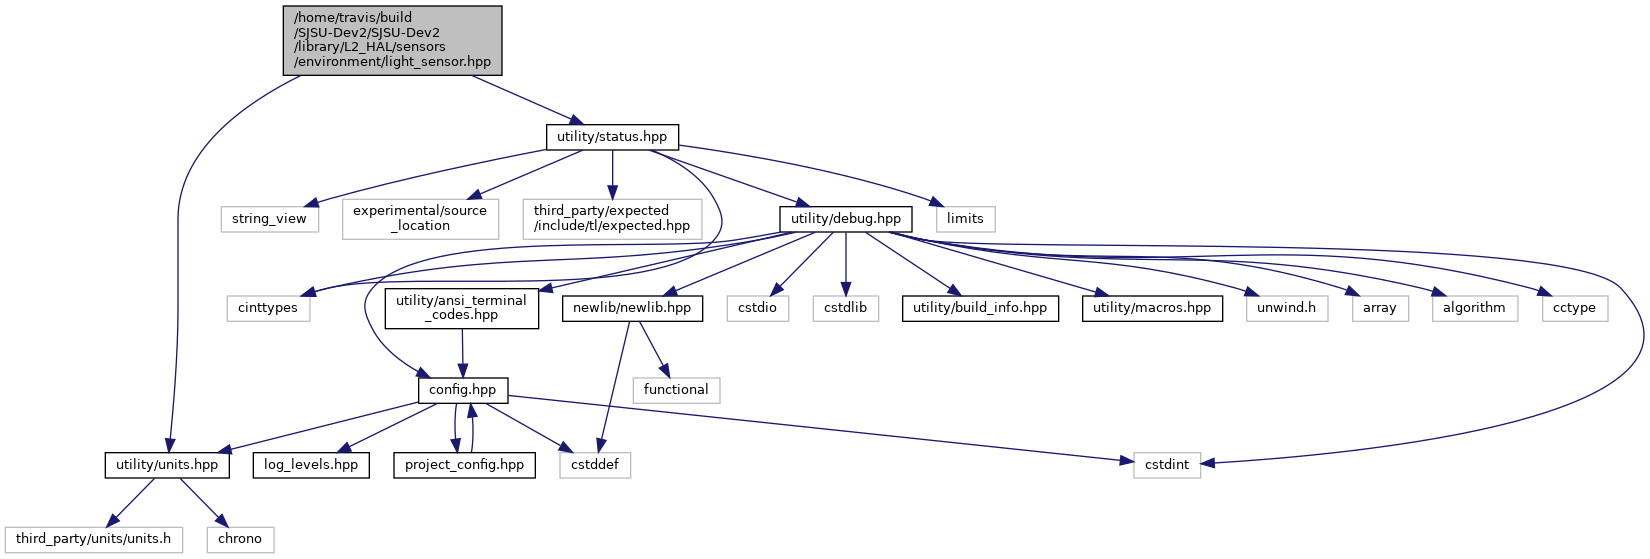 /home/travis/build
/SJSU-Dev2/SJSU-Dev2
/library/L2_HAL/sensors
/environment/light_sensor.hpp
utility/status.hpp
string_view
experimental/source
_location
third_party/expected
/include/tl/expected.hpp
utility/debug.hpp
limits
cinttypes
utility/ansi_terminal
_codes.hpp
newlib/newlib.hpp
cstdio
cstdlib
utility/build_info.hpp
utility/macros.hpp
unwind.h
array
algorithm
cctype
config.hpp
functional
utility/units.hpp
log_levels.hpp
project_config.hpp
cstddef
cstdint
third_party/units/units.h
chrono